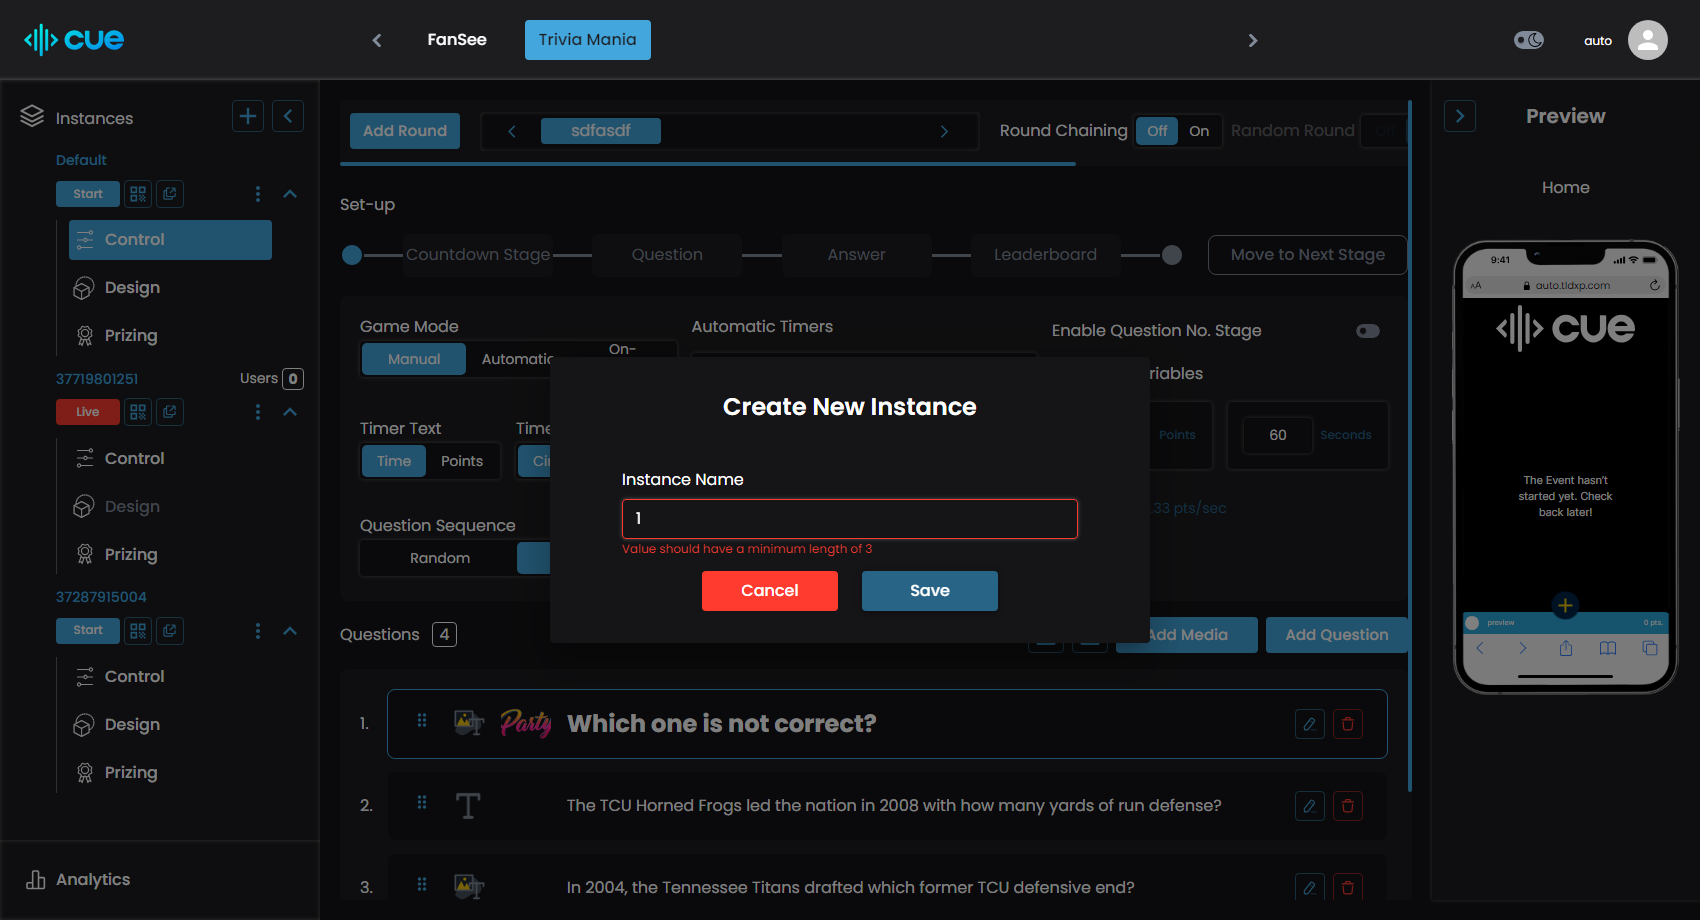 cue
FanSee
Trivia Mania
auto
Instances
Default
Start
Control
Design
Prizing
37719801251
Users 0
Live
Control
Design
Prizing
37287915004
Start
Control
Design
Prizing
Analytics
Add Round
sdfasdf
Round Chaining
Off
On
Random Round
Off
Set-up
Countdown Stage
Question
Answer
Leaderboard
Move to Next Stage
Game Mode
Automatic Timers
Enable Question No. Stage
Manual
Automatic
On-
riables
Timer Text
Time
Time
Points
Cir
Points
60
Seconds
.33 pts/sec
Question Sequence
Random
Create New Instance
Instance Name
1
Value should have a minimum length of 3
Cancel
Save
Questions 4
Add Media
Add Question
1.
Party
Which one is not correct?
2.
The TCU Horned Frogs led the nation in 2008 with how many yards of run defense?
3.
In 2004, the Tennessee Titans drafted which former TCU defensive end?
Preview
Home
9:41
AA
auto.tldxp.com
cue
The Event hasn't
started yet. Check
back later!
preview
0 pts.